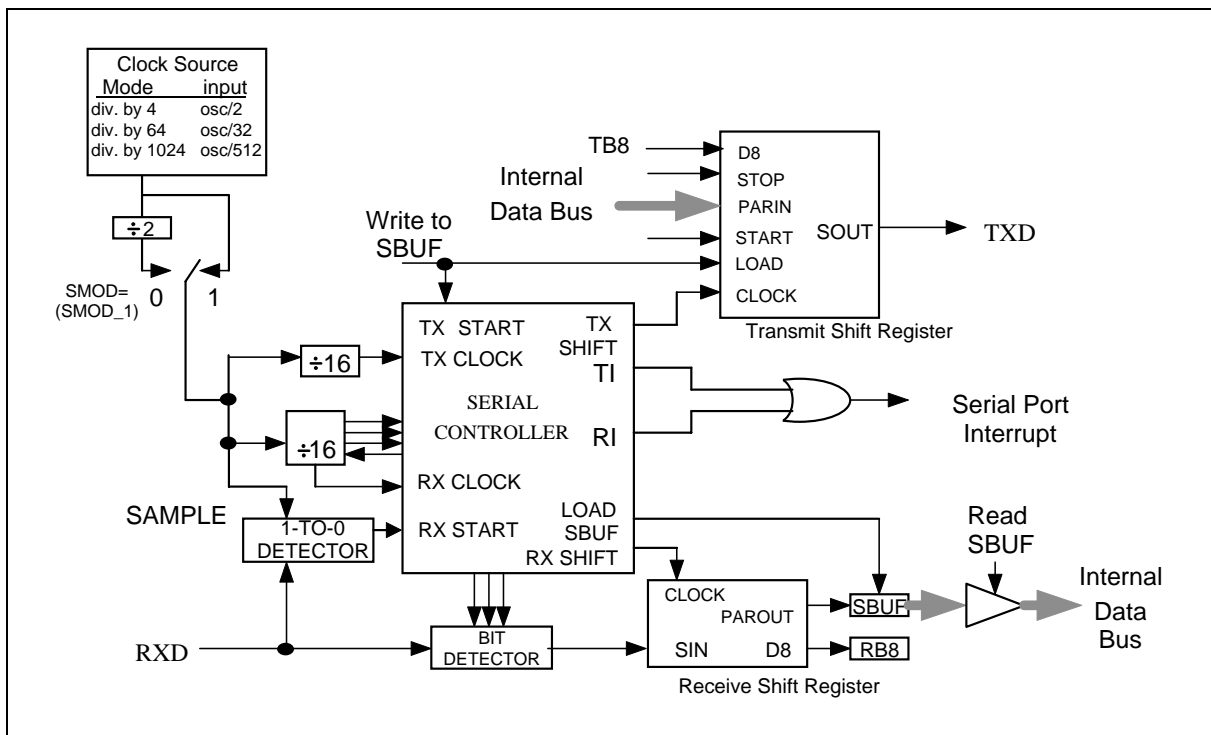 Clock Source
Mode input
div. by 4 osc/2
div. by 64 osc/32
div. by 1024 osc/512
÷2
SMOD=
(SMOD_1)
0 1
Write to
SBUF
TB8
Internal
Data Bus
D8
STOP
PARIN
START
LOAD
CLOCK
SOUT
TXD
Transmit Shift Register
÷16
÷16
TX START
TX CLOCK
SERIAL
CONTROLLER
RX CLOCK
RX START
TX
SHIFT
TI
RI
LOAD
SBUF
RX SHIFT
Serial Port
Interrupt
SAMPLE
1-TO-0
DETECTOR
RXD
BIT
DETECTOR
CLOCK
PAROUT
SIN D8
Receive Shift Register
SBUF
RB8
Read
SBUF
Internal
Data
Bus